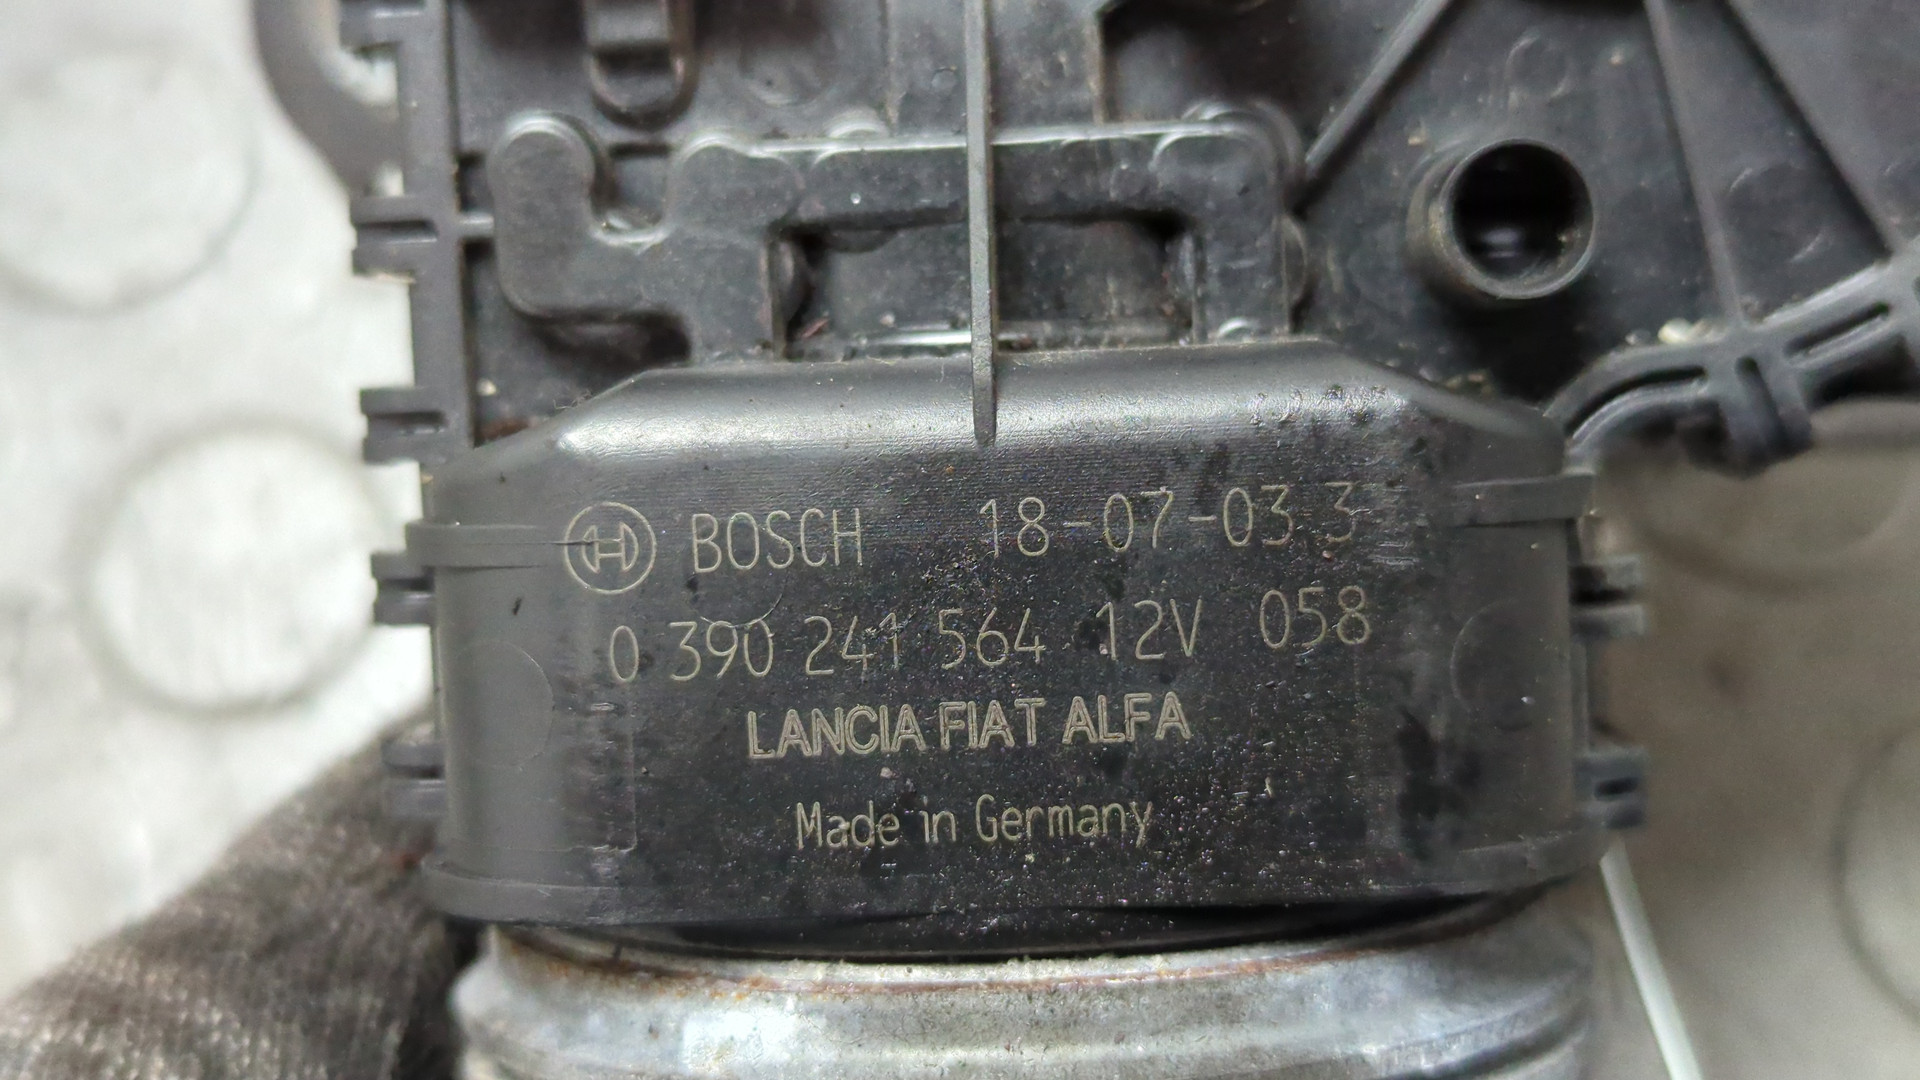 BOSCH 18-07-03 3
0 390 241 564 12V 058
LANCIA FIAT ALFA
Made in Germany